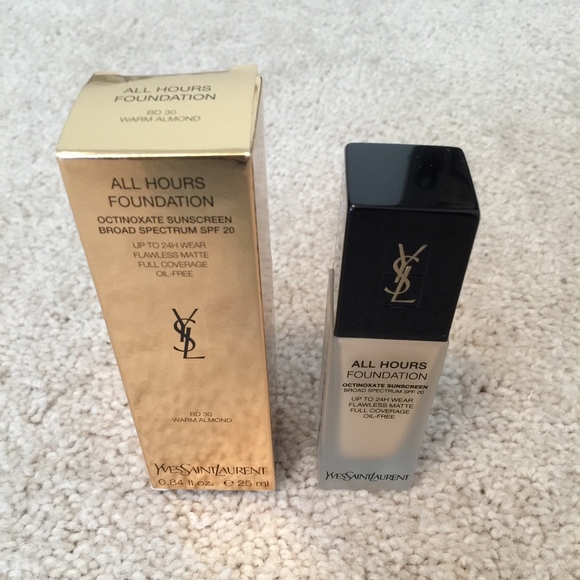 ALL HOURS
FOUNDATION
BD 30
WARM ALMOND
ALL HOURS
FOUNDATION
OCTINOXATE SUNSCREEN
BROAD SPECTRUM SPF 20
UP TO 24H WEAR
FLAWLESS MATTE
FULL COVERAGE
OIL-FREE
YSL
BD 30
WARM ALMOND
YVESSAINTLAURENT
0.84 fl.oz. ℮ 25 ml
YSL
ALL HOURS
FOUNDATION
OCTINOXATE SUNSCREEN
BROAD SPECTRUM SPF 20
UP TO 24H WEAR
FLAWLESS MATTE
FULL COVERAGE
OIL-FREE
YVESSAINTLAURENT